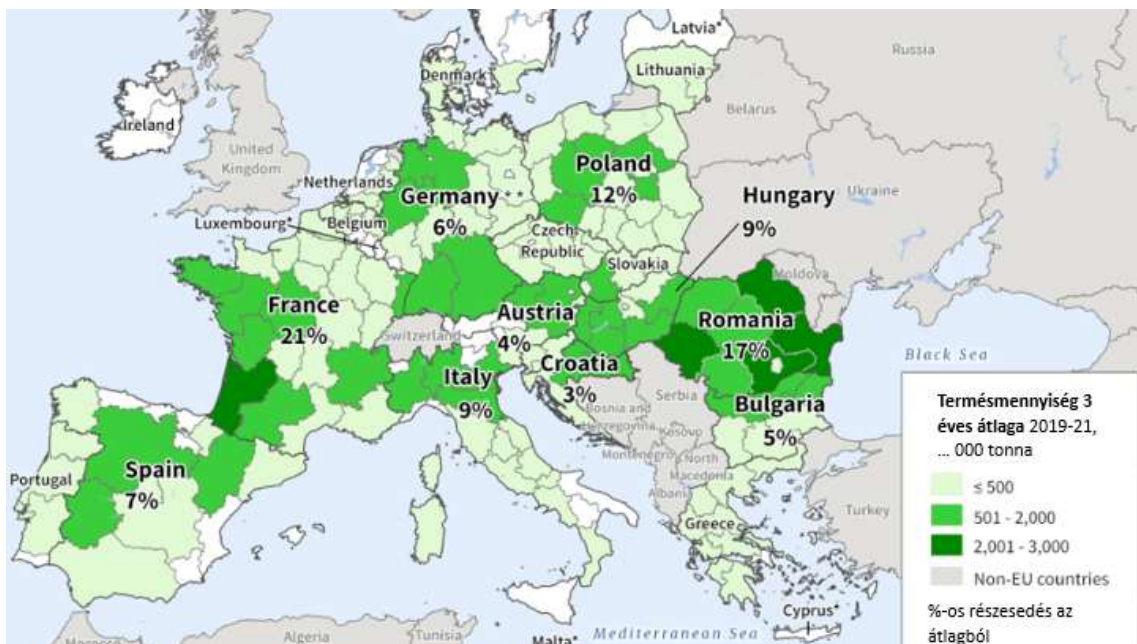 Latvia*
Russia
Denmark
Lithuania
Ireland
Belarus
United
Kingdom
Netherlands
Poland
12%
Germany
**
6%
Hungary
9%
Ukraine
Luxembourg*
Belgium
Czech
Republic
Slovakia
Moldova
France
21%
Austria
4%
Switzerland
Romania
17%
Croatia
3%
Italy
9%
Black Sea
Bosnia and
Herzegovina
Serbia
Kosovo
Montenegro
North
Macedonia
Albania
Bulgaria
5%
Portugal
Spain
7%
Greece
Turkey
Cyprus*
Malta*
Mediterranean Sea
Morocco
Algeria
Tunisia
Termésmennyiség 3
éves átlaga 2019-21,
... 000 tonna
≤ 500
501 - 2,000
2,001 - 3,000
Non-EU countries
%-os részesedés az
átlagból